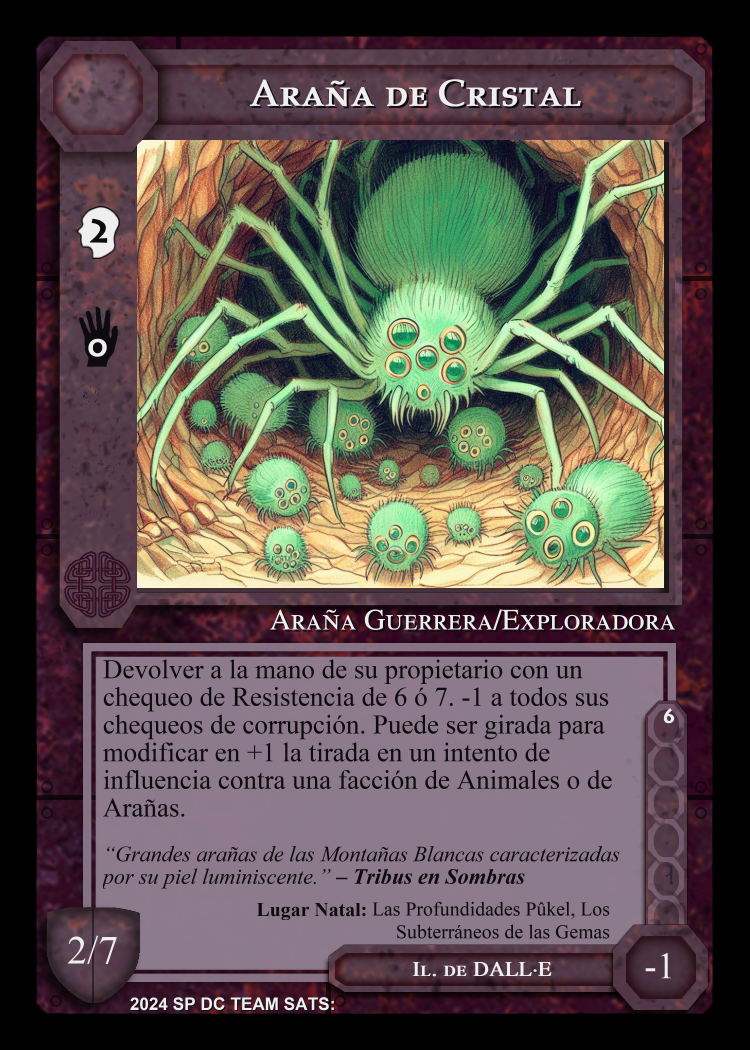 Araña de Cristal
2
0
Araña Guerrera/Exploradora
Devolver a la mano de su propietario con un
chequeo de Resistencia de 6 ó 7. -1 a todos sus
chequeos de corrupción. Puede ser girada para
modificar en +1 la tirada en un intento de
influencia contra una facción de Animales o de
Arañas.
6
“Grandes arañas de las Montañas Blancas caracterizadas
por su piel luminiscente.” – Tribus en Sombras
Lugar Natal: Las Profundidades Pûkel, Los
Subterráneos de las Gemas
2/7
Il. de DALL·E
-1
2024 SP DC TEAM SATS: